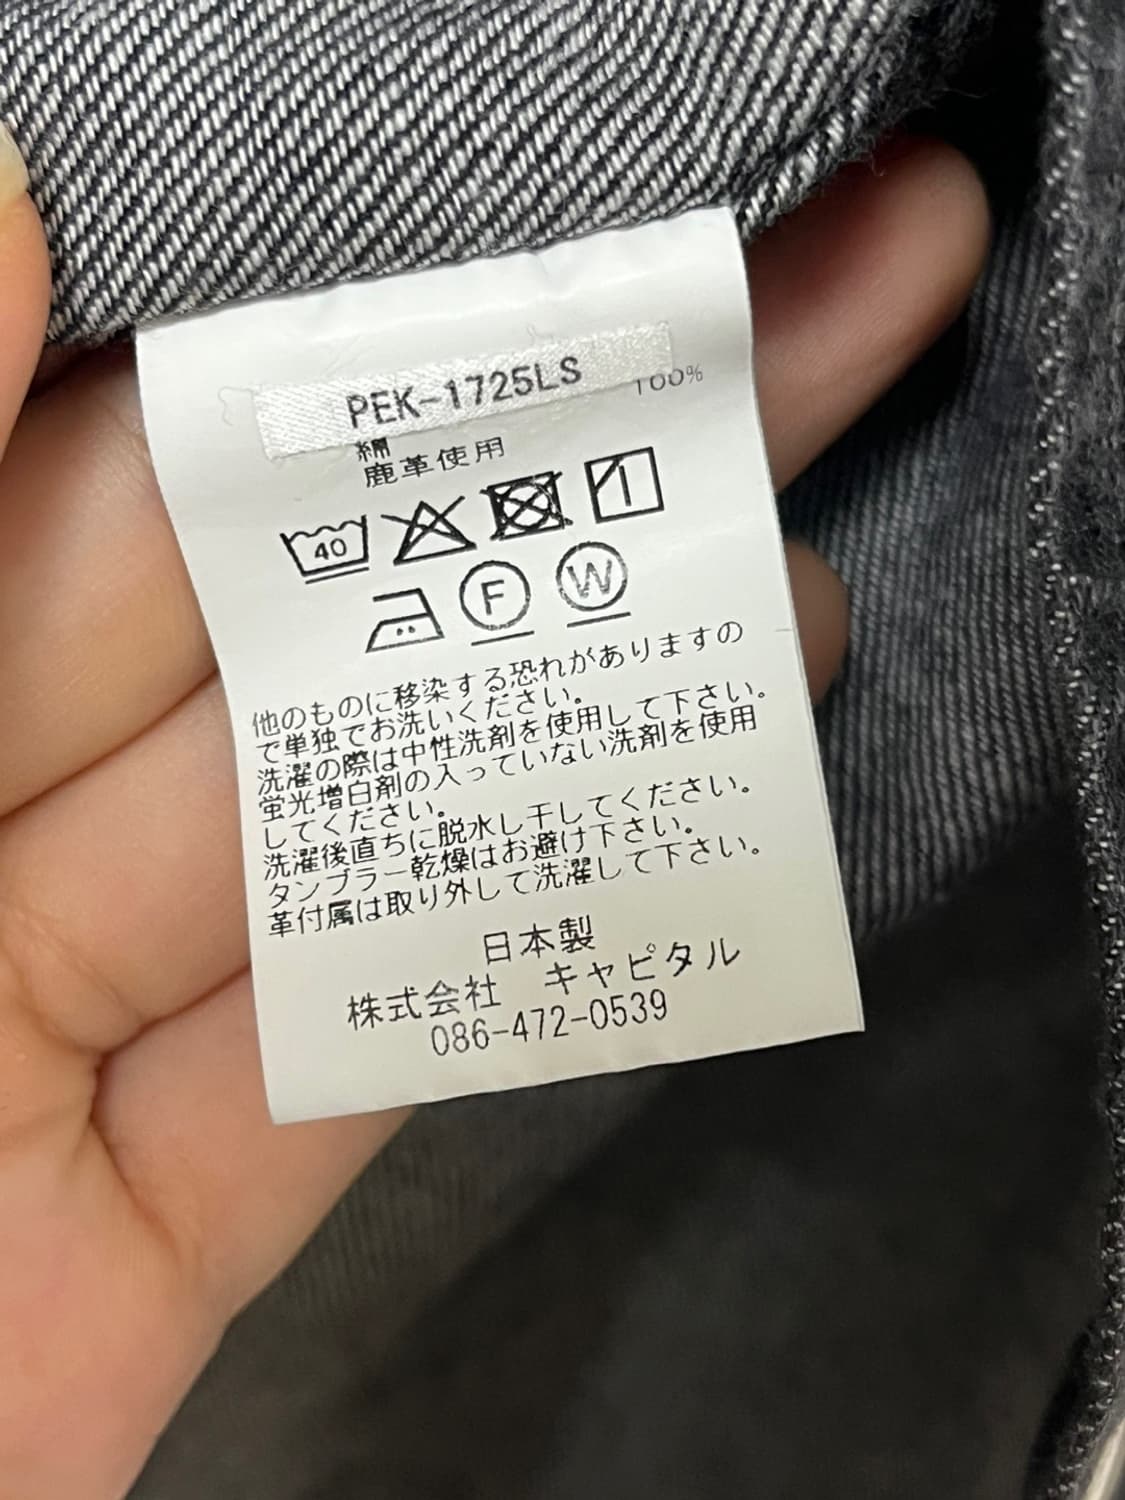 PEK-1725LS
綿 100%
鹿革使用
40
F W
他のものに移染する恐れがありますの
で単独でお洗いください。
洗濯の際は中性洗剤を使用して下さい。
蛍光増白剤の入っていない洗剤を使用
してください。
洗濯後直ちに脱水し干してください。
タンブラー乾燥はお避け下さい。
革付属は取り外して洗濯して下さい。
日本製
株式会社 キャピタル
086-472-0539